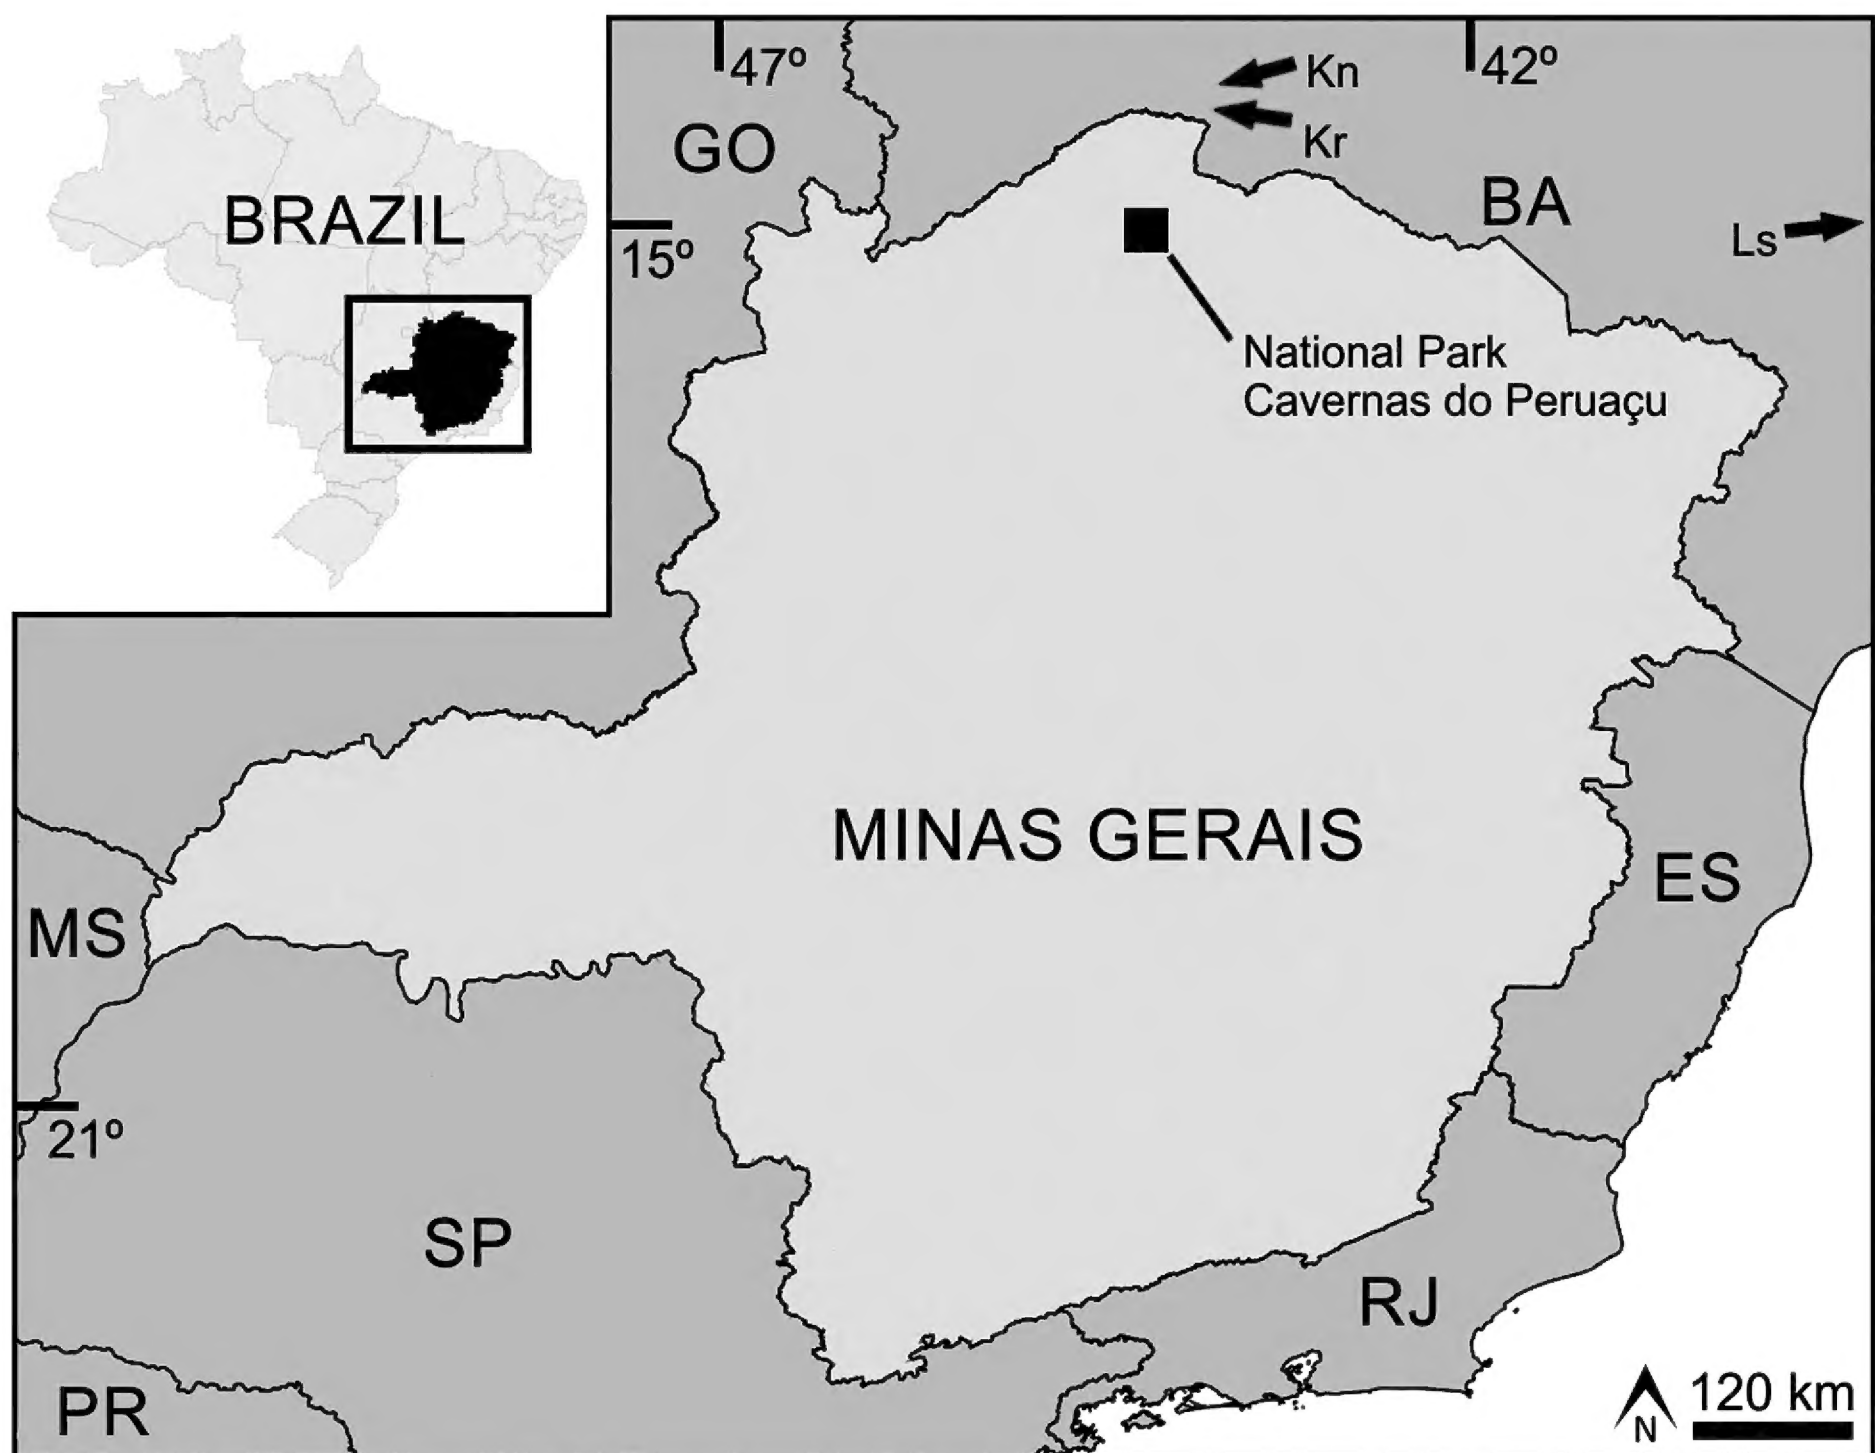 47º
Kn
42º
GO
Kr
BRAZIL
BA
15º
Ls
National Park
Cavernas do Peruaçu
MINAS GERAIS
ES
MS
21º
SP
RJ
PR
N
120 km